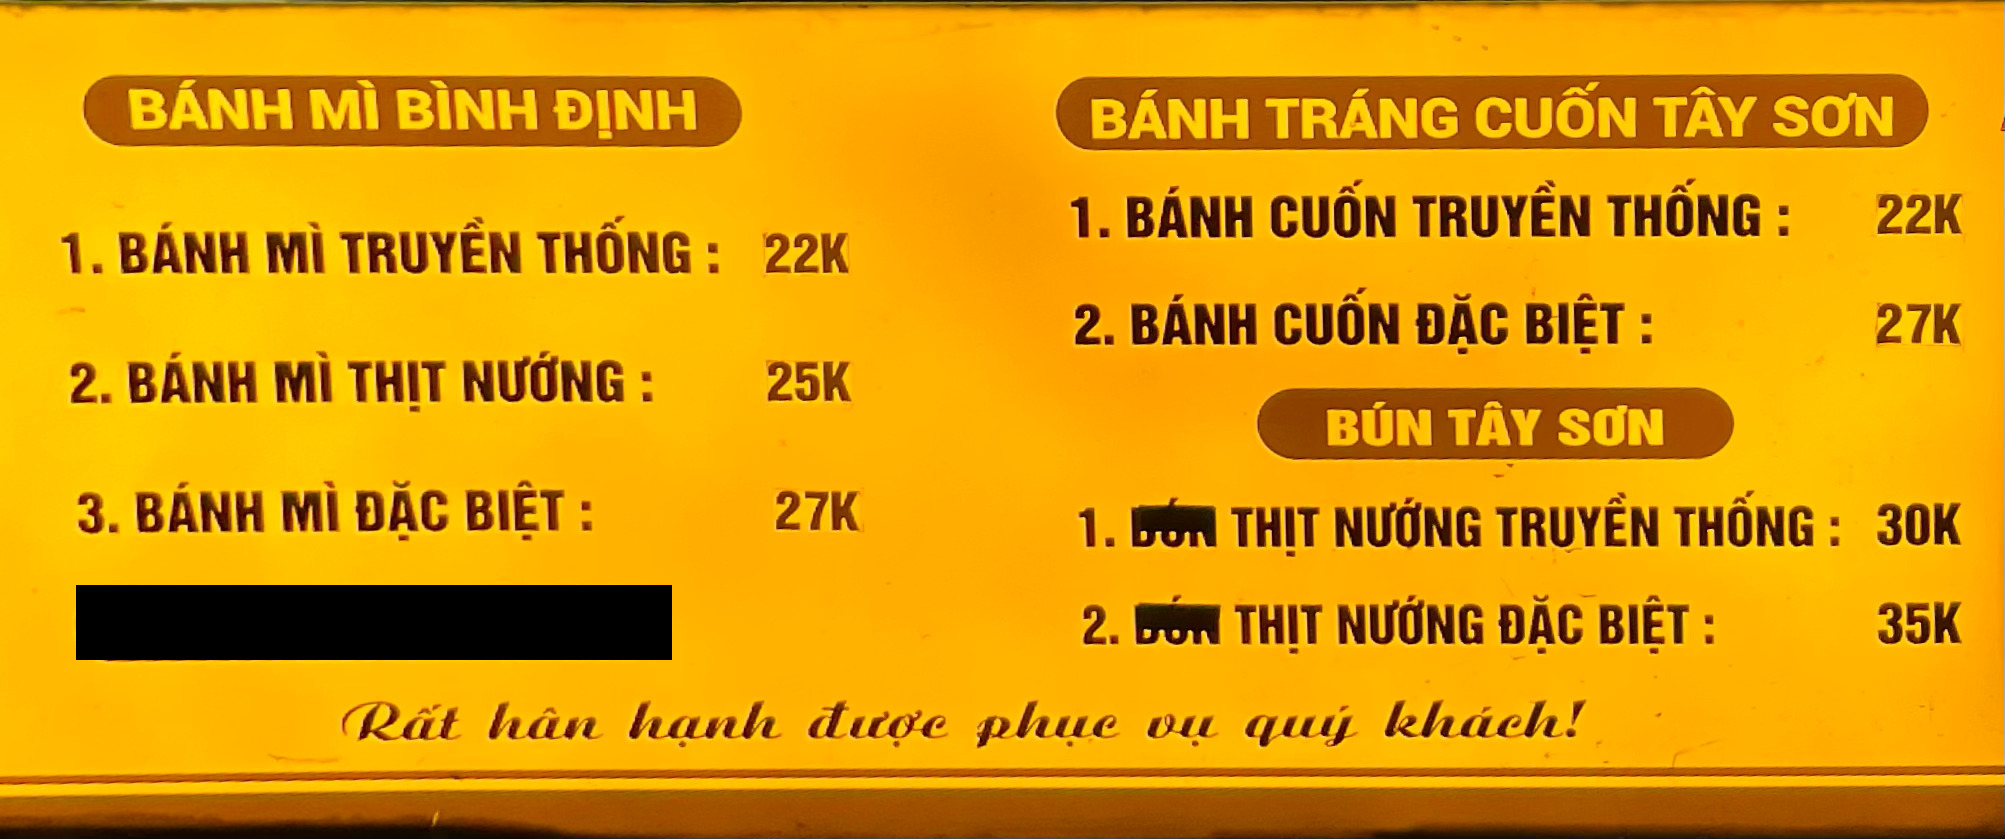 BÁNH MÌ BÌNH ĐỊNH
1. BÁNH MÌ TRUYỀN THỐNG : 22K
2. BÁNH MÌ THỊT NƯỚNG : 25K
3. BÁNH MÌ ĐẶC BIỆT : 27K
BÁNH TRÁNG CUỐN TÂY SƠN
1. BÁNH CUỐN TRUYỀN THỐNG : 22K
2. BÁNH CUỐN ĐẶC BIỆT : 27K
BÚN TÂY SƠN
1. THỊT NƯỚNG TRUYỀN THỐNG : 30K
2. THỊT NƯỚNG ĐẶC BIỆT : 35K
Rất hân hạnh được phục vụ quý khách!